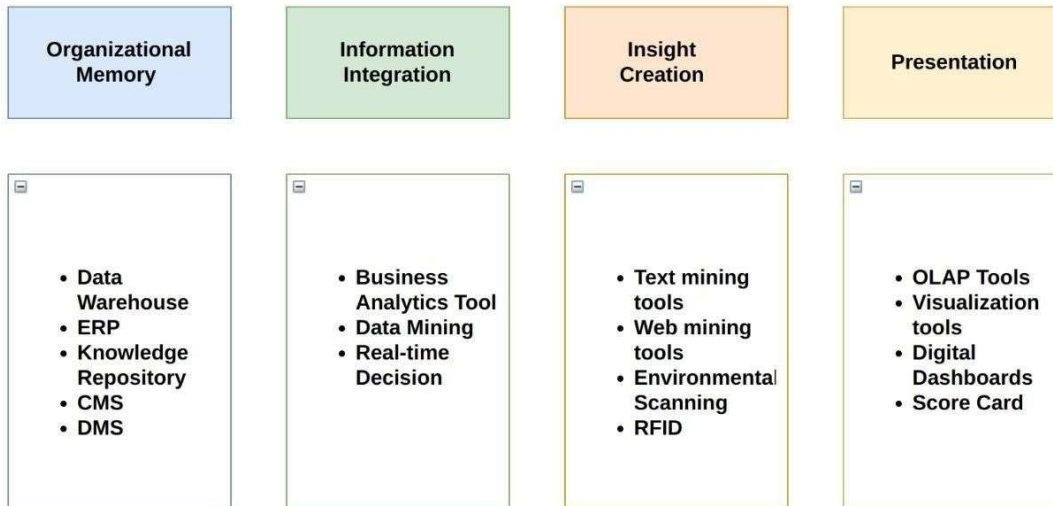 Organizational
Memory
Information
Integration
Insight
Creation
Presentation
• Data
Warehouse
• ERP
• Knowledge
Repository
• CMS
• DMS
• Business
Analytics Tool
• Data Mining
• Real-time
Decision
• Text mining
tools
• Web mining
tools
• Environmental
Scanning
• RFID
• OLAP Tools
• Visualization
tools
• Digital
Dashboards
• Score Card